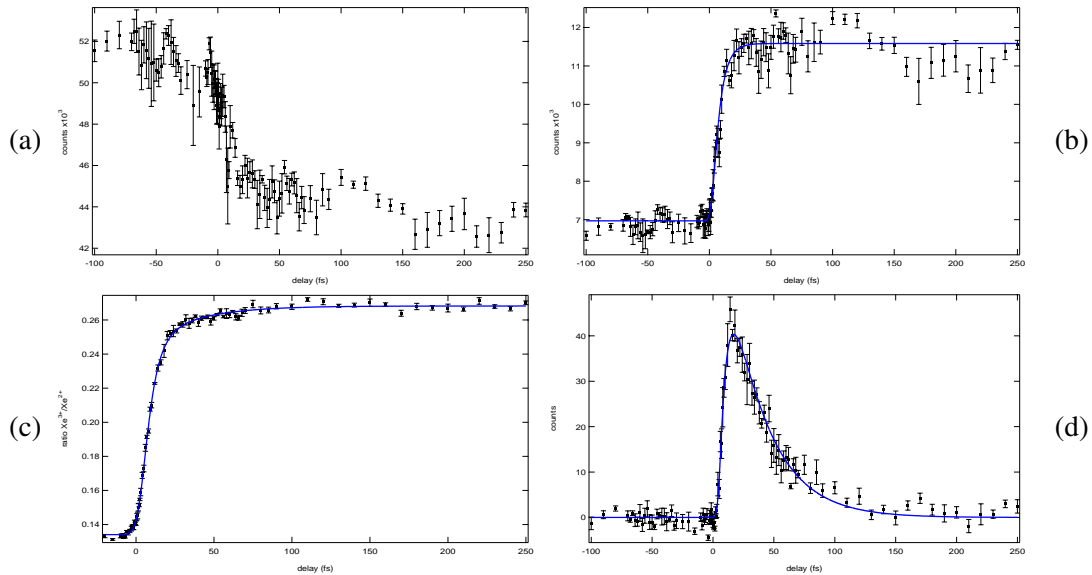 (a)
counts x10³
52
50
48
46
44
42
-100 -50 0 50 100 150 200 250
delay (fs)
(b)
counts x10³
12
11
10
9
8
7
6
-100 -50 0 50 100 150 200 250
delay (fs)
(c)
ratio Xe³⁺/Xe²⁺
0.26
0.24
0.22
0.20
0.18
0.16
0.14
0 50 100 150 200 250
delay (fs)
(d)
counts
40
30
20
10
0
-100 -50 0 50 100 150 200 250
delay (fs)